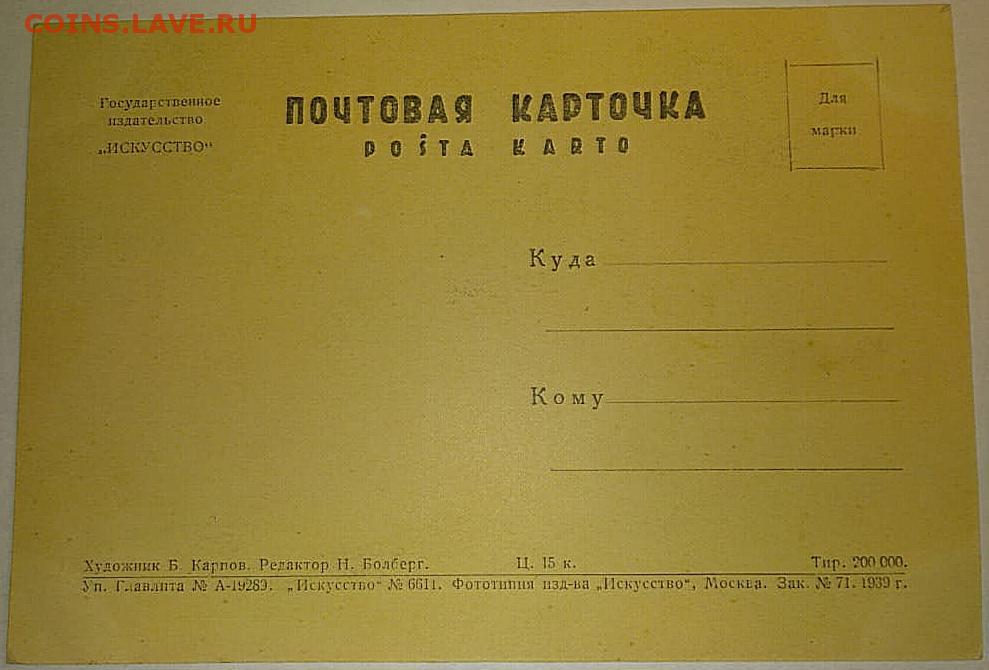 COINS.LAVE.RU
Государственное
издательство
„ИСКУССТВО“
ПОЧТОВАЯ КАРТОЧКА
POŜTA KARTO
Для
марки
Куда
Кому
Художник Б. Карпов. Редактор Н. Болберг. Ц. 15 к. Тир. 200 000.
Уп. Главлита № А-19289. „Искусство“ № 6611. Фототипия изд-ва „Искусство“, Москва. Зак. № 71. 1939 г.